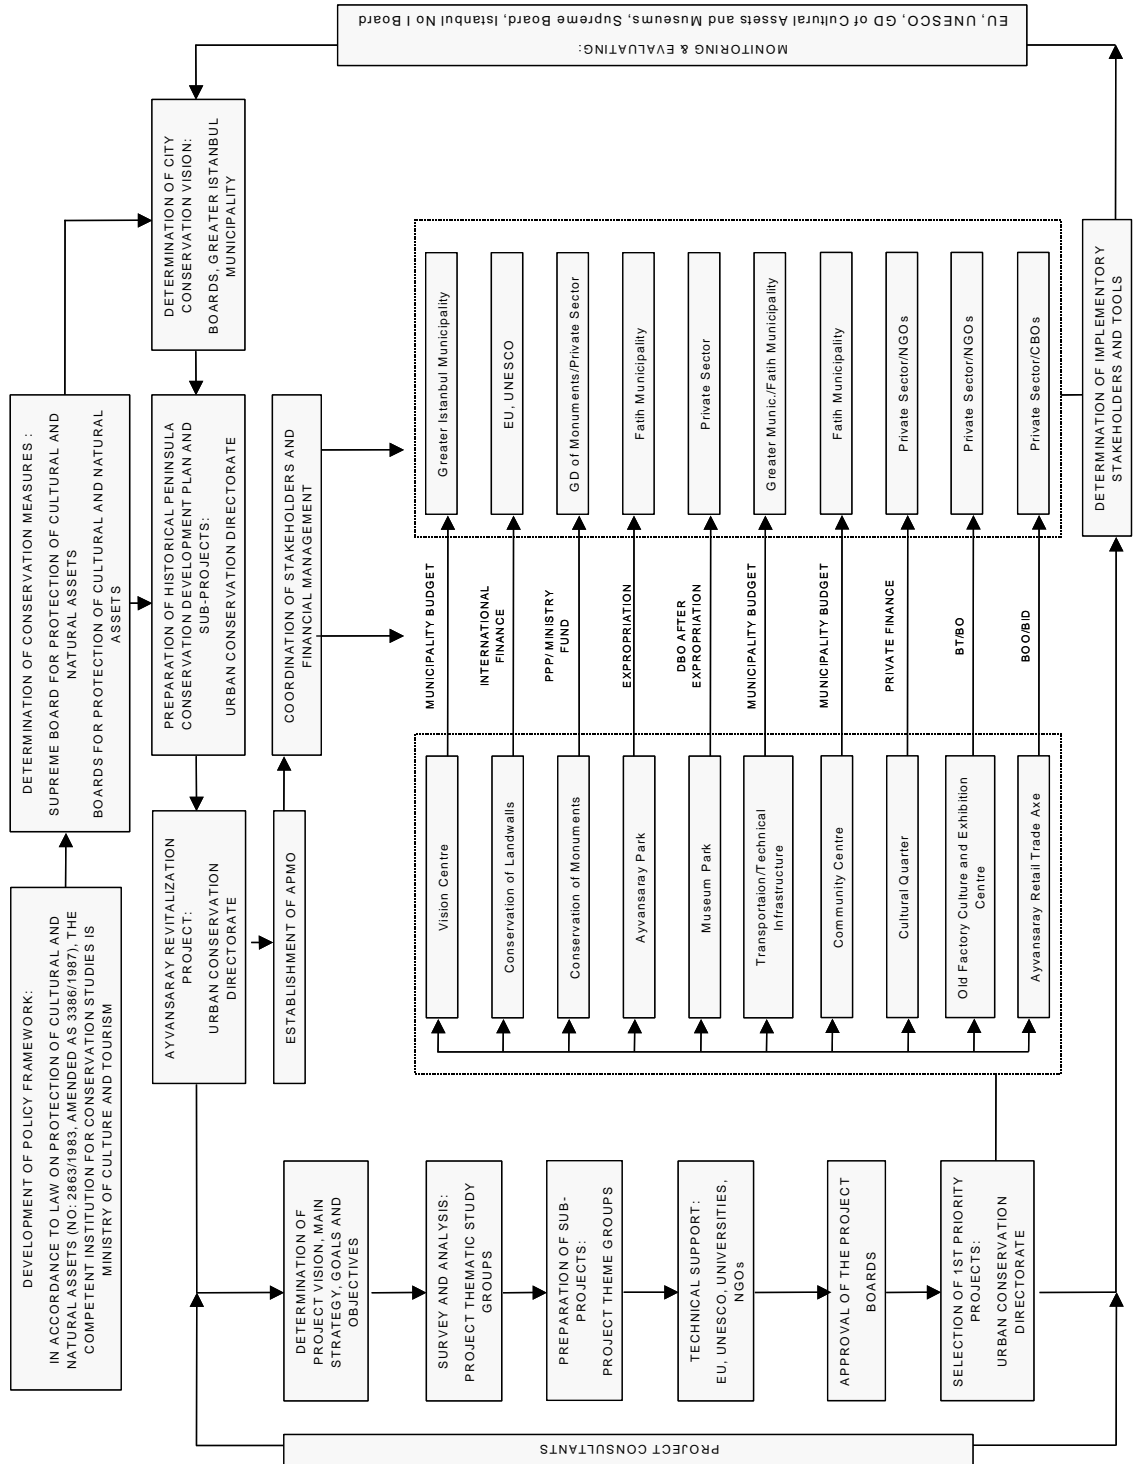 DEVELOPMENT OF POLICY FRAMEWORK:
IN ACCORDANCE TO LAW ON PROTECTION OF CULTURAL AND
NATURAL ASSETS (NO: 2863/1983, AMENDED AS 3386/1987), THE
COMPETENT INSTITUTION FOR CONSERVATION STUDIES IS
MINISTRY OF CULTURE AND TOURISM
DETERMINATION OF CONSERVATION MEASURES :
SUPREME BOARD FOR PROTECTION OF CULTURAL AND
NATURAL ASSETS
BOARDS FOR PROTECTION OF CULTURAL AND NATURAL
ASSETS
AYVANSARAY REVITALIZATION
PROJECT:
URBAN CONSERVATION
DIRECTORATE
PREPARATION OF HISTORICAL PENINSULA
CONSERVATION DEVELOPMENT PLAN AND
SUB-PROJECTS:
URBAN CONSERVATION DIRECTORATE
DETERMINATION OF CITY
CONSERVATION VISION:
BOARDS, GREATER ISTANBUL
MUNICIPALITY
ESTABLISHMENT OF APMO
COORDINATION OF STAKEHOLDERS AND
FINANCIAL MANAGEMENT
PROJECT CONSULTANTS
DETERMINATION OF
PROJECT VISION, MAIN
STRATEGY, GOALS AND
OBJECTIVES
SURVEY AND ANALYSIS:
PROJECT THEMATIC STUDY
GROUPS
PREPARATION OF SUB-
PROJECTS:
PROJECT THEME GROUPS
TECHNICAL SUPPORT:
EU, UNESCO, UNIVERSITIES,
NGOs
APPROVAL OF THE PROJECT
BOARDS
SELECTION OF 1ST PRIORITY
PROJECTS:
URBAN CONSERVATION
DIRECTORATE
Vision Centre
MUNICIPALITY BUDGET
Greater Istanbul Municipality
Conservation of Landwalls
INTERNATIONAL
FINANCE
EU, UNESCO
Conservation of Monuments
PPP/ MINISTRY
FUND
GD of Monuments/Private Sector
Ayvansaray Park
EXPROPRIATION
Fatih Municipality
Museum Park
DBO AFTER
EXPROPRIATION
Private Sector
Transportaion/Technical
Infrastructure
MUNICIPALITY BUDGET
Greater Munic./Fatih Municipality
Community Centre
MUNICIPALITY BUDGET
Fatih Municipality
Cultural Quarter
PRIVATE FINANCE
Private Sector/NGOs
Old Factory Culture and Exhibition
Centre
BT/BO
Private Sector/NGOs
Ayvansaray Retail Trade Axe
BOO/BID
Private Sector/CBOs
DETERMINATION OF IMPLEMENTORY
STAKEHOLDERS AND TOOLS
MONITORING & EVALUATING:
EU, UNESCO, GD of Cultural Assets and Museums, Supreme Board, Istanbul No I Board